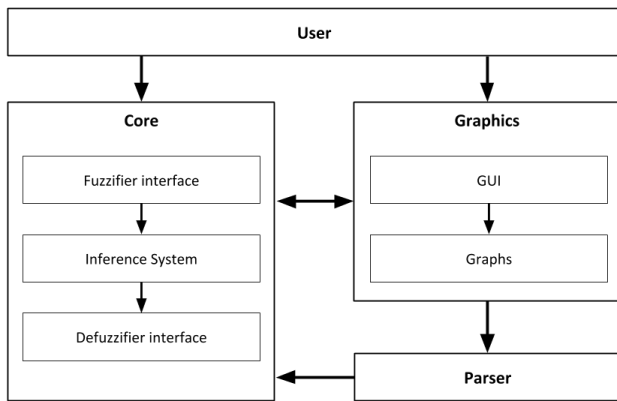 User
Core
Fuzzifier interface
Inference System
Defuzzifier interface
Graphics
GUI
Graphs
Parser